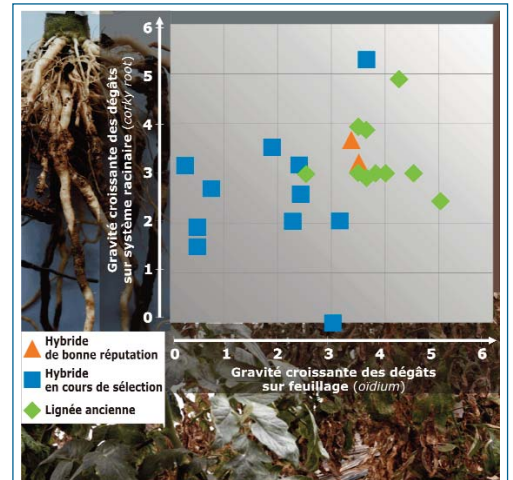 6
5
4
3
2
1
0
Gravité croissante des dégâts
sur système racinaire (corky root)
0 1 2 3 4 5 6
Gravité croissante des dégâts
sur feuillage (oïdium)
Hybride
de bonne réputation
Hybride
en cours de sélection
Lignée ancienne